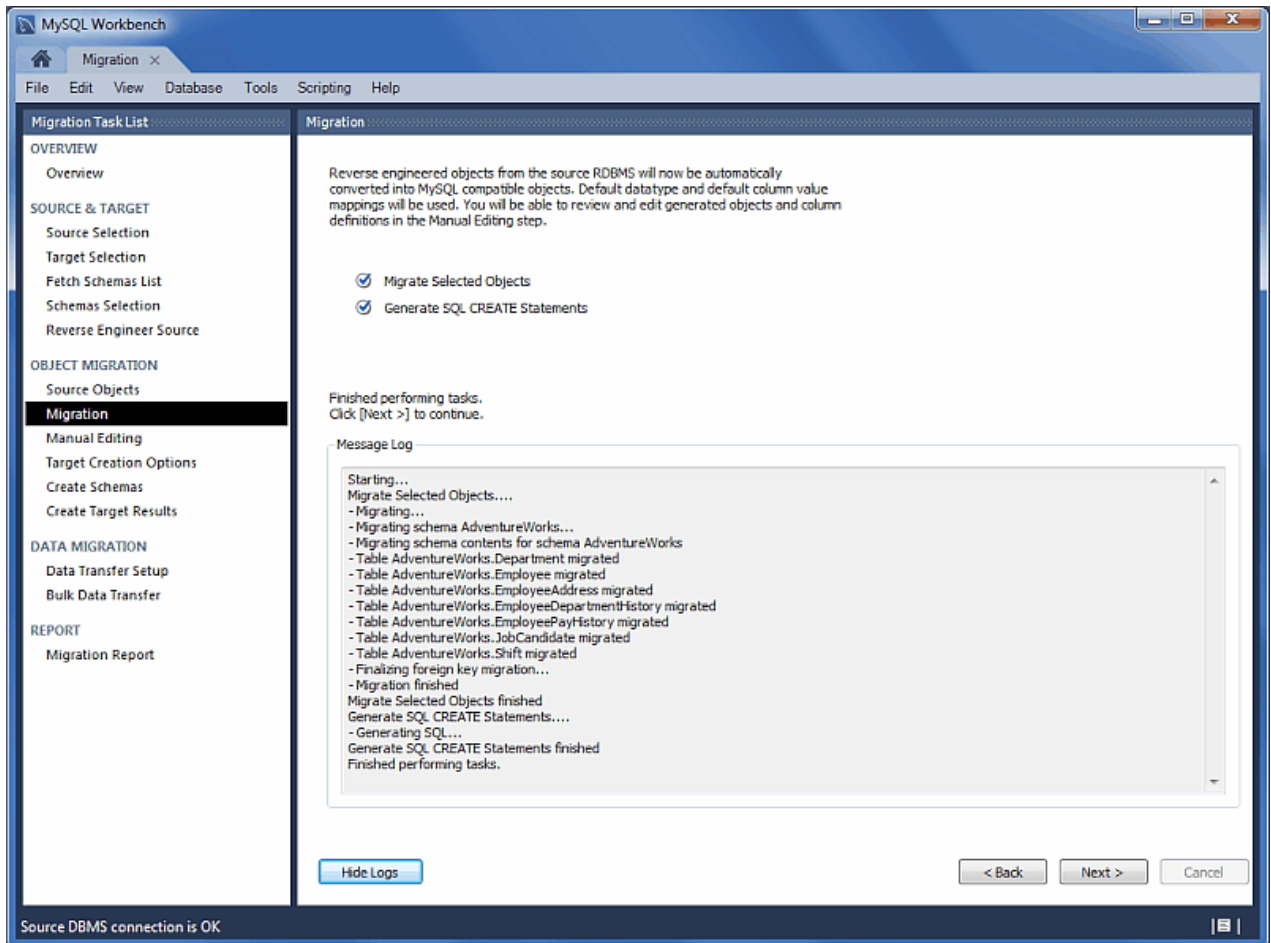 MySQL Workbench
Migration
File Edit View Database Tools Scripting Help
Migration Task List
OVERVIEW
Overview
SOURCE & TARGET
Source Selection
Target Selection
Fetch Schemas List
Schemas Selection
Reverse Engineer Source
OBJECT MIGRATION
Source Objects
Migration
Manual Editing
Target Creation Options
Create Schemas
Create Target Results
DATA MIGRATION
Data Transfer Setup
Bulk Data Transfer
REPORT
Migration Report
Migration
Reverse engineered objects from the source RDBMS will now be automatically
converted into MySQL compatible objects. Default datatype and default column value
mappings will be used. You will be able to review and edit generated objects and column
definitions in the Manual Editing step.
Migrate Selected Objects
Generate SQL CREATE Statements
Finished performing tasks.
Click [Next >] to continue.
Message Log
Starting...
Migrate Selected Objects....
- Migrating...
- Migrating schema AdventureWorks...
- Migrating schema contents for schema AdventureWorks
- Table AdventureWorks.Department migrated
- Table AdventureWorks.Employee migrated
- Table AdventureWorks.EmployeeAddress migrated
- Table AdventureWorks.EmployeeDepartmentHistory migrated
- Table AdventureWorks.EmployeePayHistory migrated
- Table AdventureWorks.JobCandidate migrated
- Table AdventureWorks.Shift migrated
- Finalizing foreign key migration...
- Migration finished
Migrate Selected Objects finished
Generate SQL CREATE Statements....
- Generating SQL...
Generate SQL CREATE Statements finished
Finished performing tasks.
Hide Logs
< Back
Next >
Cancel
Source DBMS connection is OK